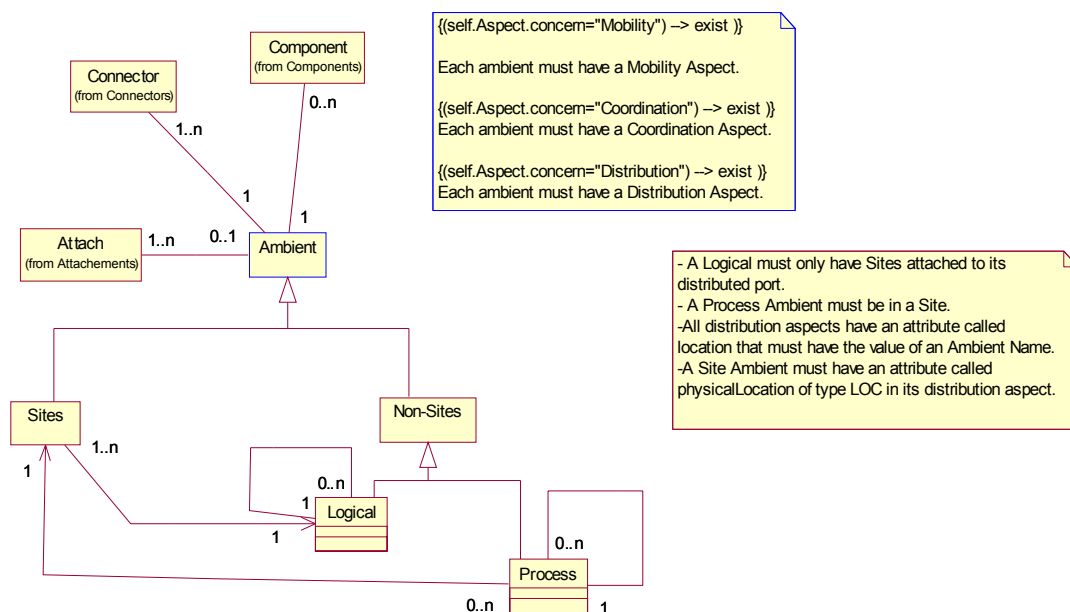 Component
(from Components)
0..n
Connector
(from Connectors)
1..n
1
1
Attach
(from Attachements)
1..n
0..1
Ambient
{(self.Aspect.concern="Mobility") --> exist )}
Each ambient must have a Mobility Aspect.
{(self.Aspect.concern="Coordination") --> exist )}
Each ambient must have a Coordination Aspect.
{(self.Aspect.concern="Distribution") --> exist )}
Each ambient must have a Distribution Aspect.
- A Logical must only have Sites attached to its
distributed port.
- A Process Ambient must be in a Site.
-All distribution aspects have an attribute called
location that must have the value of an Ambient Name.
-A Site Ambient must have an attribute called
physicalLocation of type LOC in its distribution aspect.
Sites
1..n
1
Non-Sites
0..n
1
Logical
1
0..n
Process
0..n
1